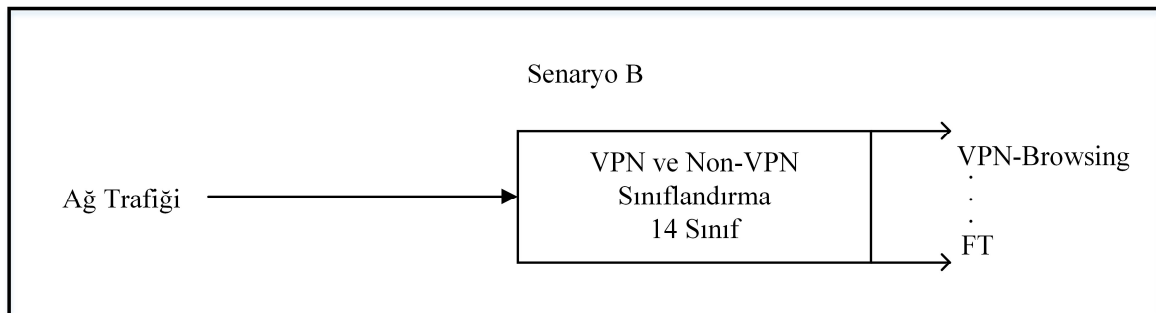 Senaryo B
Ağ Trafiği
VPN ve Non-VPN
Sınıflandırma
14 Sınıf
VPN-Browsing
.
.
.
FT